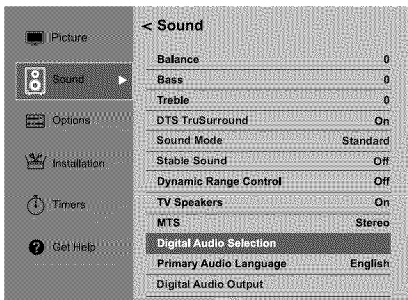 Picture
Sound
Options
Installation
Timers
Get Help
< Sound
Balance 0
Bass 0
Treble 0
DTS TruSurround On
Sound Mode Standard
Stable Sound Off
Dynamic Range Control Off
TV Speakers On
MTS Stereo
Digital Audio Selection
Primary Audio Language English
Digital Audio Output